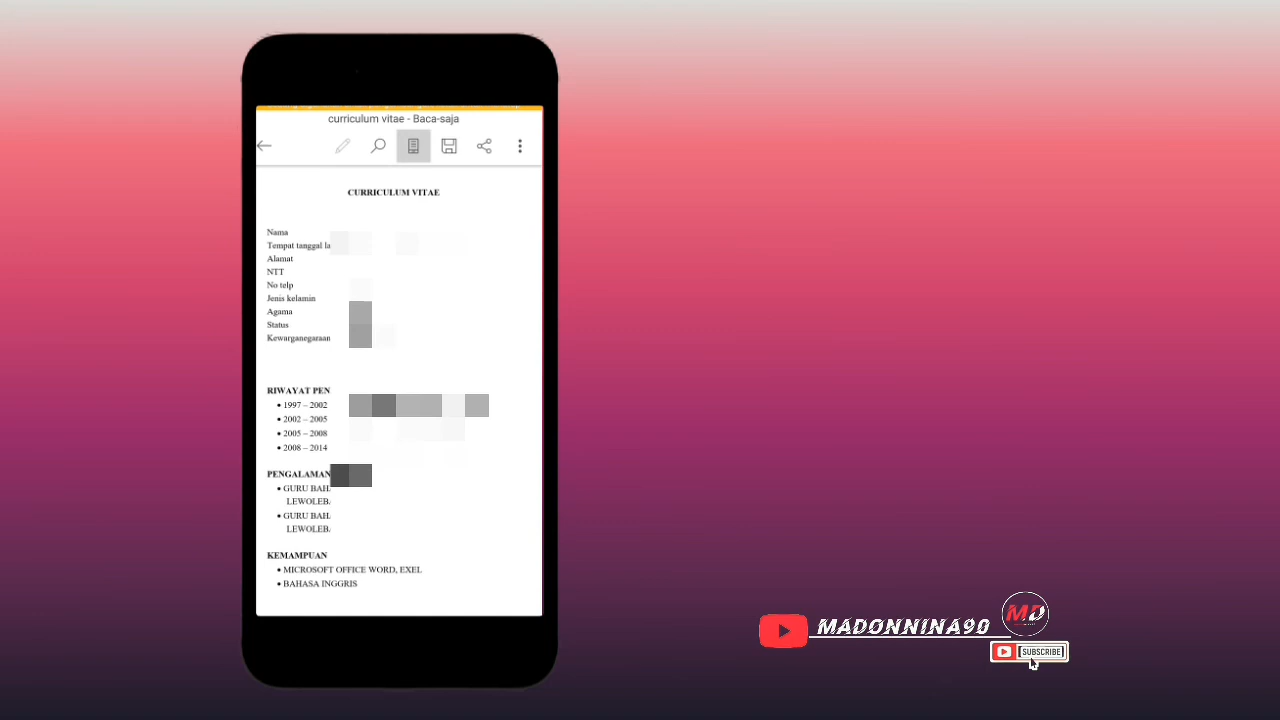 curriculum vitae - Baca-saja
CURRICULUM VITAE
Nama
Tempat tanggal la
Alamat
NTT
No telp
Jenis kelamin
Agama
Status
Kewarganegaraan
RIWAYAT PEN
• 1997 – 2002
• 2002 – 2005
• 2005 – 2008
• 2008 – 2014
PENGALAMAN
• GURU BAH
LEWOLEB
• GURU BAH
LEWOLEB
KEMAMPUAN
• MICROSOFT OFFICE WORD, EXEL
• BAHASA INGGRIS
MADONNINA90
MD
SUBSCRIBE